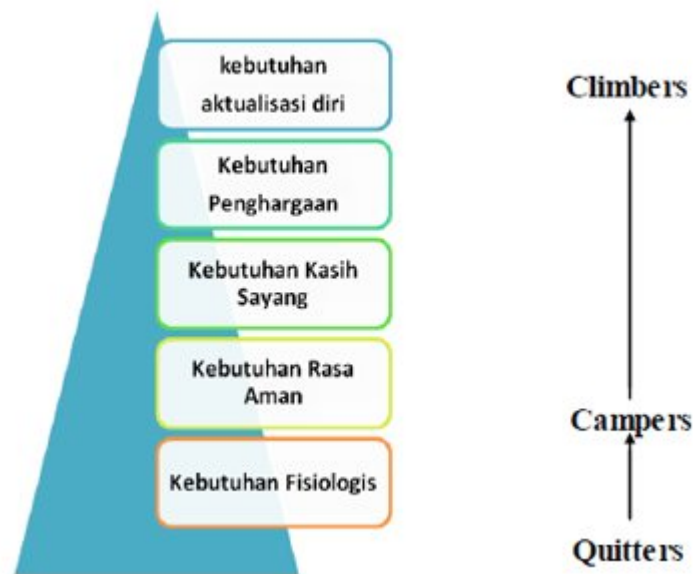 kebutuhan
aktualisasi diri
Kebutuhan
Penghargaan
Kebutuhan Kasih
Sayang
Kebutuhan Rasa
Aman
Kebutuhan Fisiologis
Climbers
Campers
Quitters